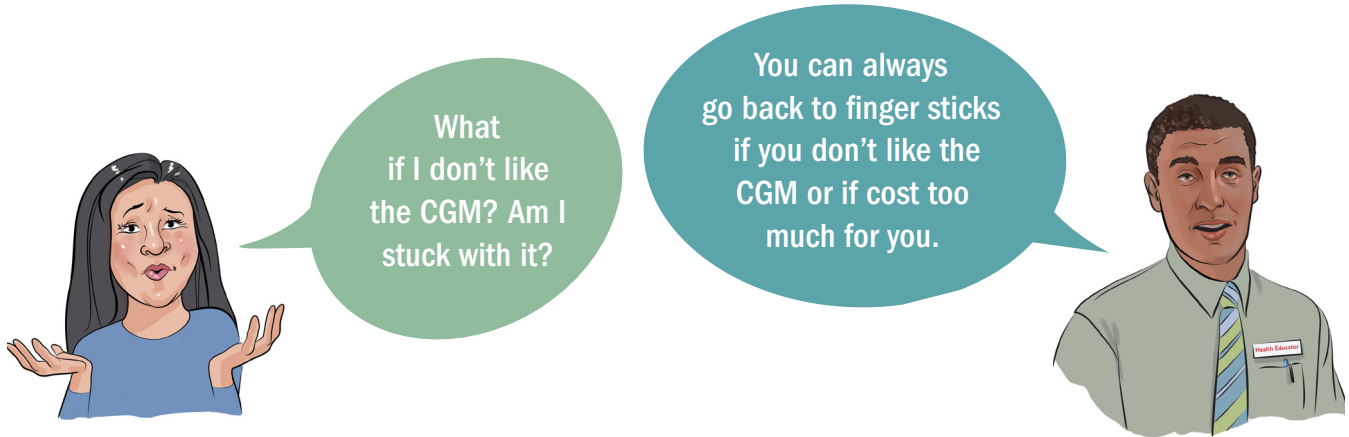 What
if I don’t like
the CGM? Am I
stuck with it?
You can always
go back to finger sticks
if you don’t like the
CGM or if cost too
much for you.
Health Educator